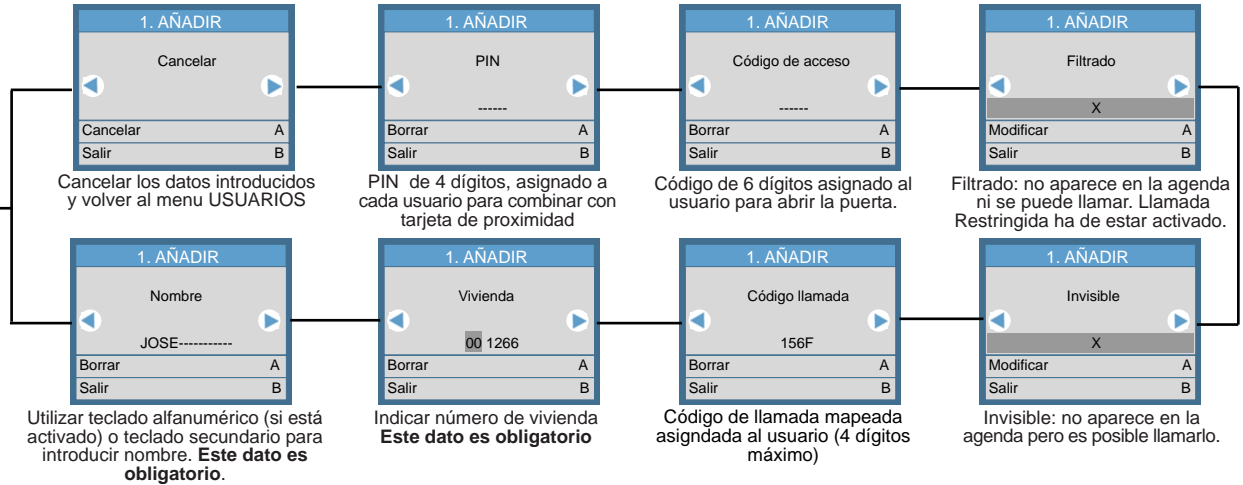 1. AÑADIR
Cancelar
Cancelar A
Salir B
Cancelar los datos introducidos
y volver al menu USUARIOS
1. AÑADIR
PIN
------
Borrar A
Salir B
PIN de 4 dígitos, asignado a
cada usuario para combinar con
tarjeta de proximidad
1. AÑADIR
Código de acceso
------
Borrar A
Salir B
Código de 6 dígitos asignado al
usuario para abrir la puerta.
1. AÑADIR
Filtrado
X
Modificar A
Salir B
Filtrado: no aparece en la agenda
ni se puede llamar. Llamada
Restringida ha de estar activado.
1. AÑADIR
Nombre
JOSE-----------
Borrar A
Salir B
Utilizar teclado alfanumérico (si está
activado) o teclado secundario para
introducir nombre. Este dato es
obligatorio.
1. AÑADIR
Vivienda
00 1266
Borrar A
Salir B
Indicar número de vivienda
Este dato es obligatorio
1. AÑADIR
Código llamada
156F
Borrar A
Salir B
Código de llamada mapeada
asigndada al usuario (4 dígitos
máximo)
1. AÑADIR
Invisible
X
Modificar A
Salir B
Invisible: no aparece en la
agenda pero es posible llamarlo.